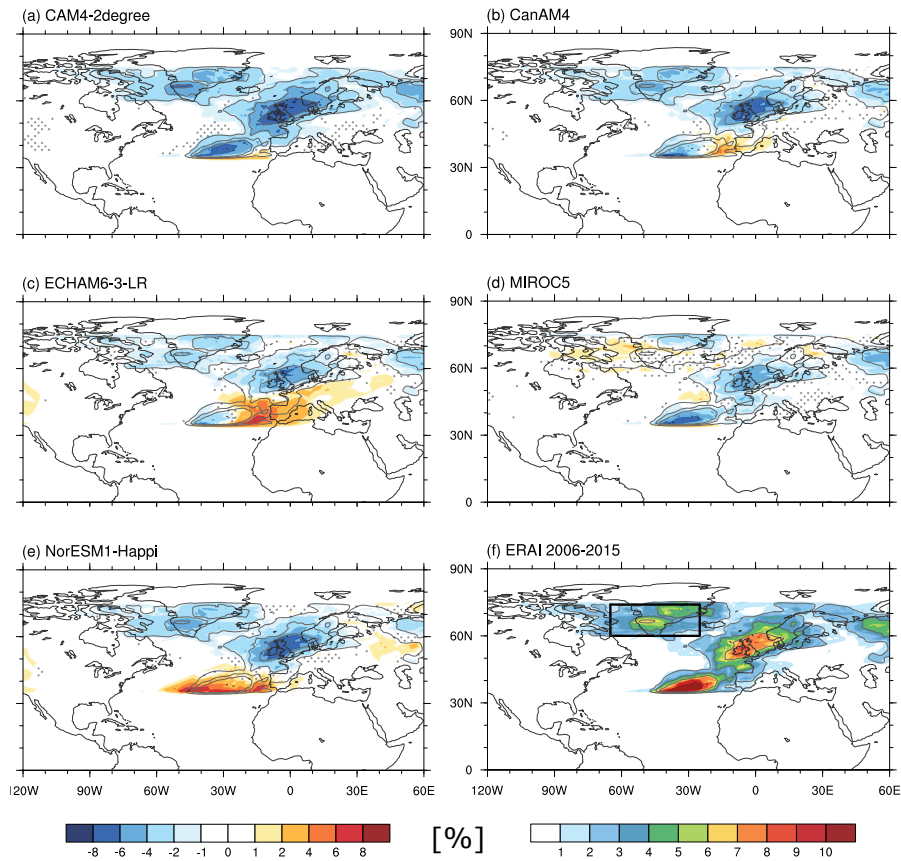 (a) CAM4-2degree
(b) CanAM4
90N
60N
30N
0
(c) ECHAM6-3-LR
(d) MIROC5
90N
60N
30N
0
(e) NorESM1-Happi
(f) ERAI 2006-2015
90N
60N
30N
0
120W 90W 60W 30W 0 30E 60E
120W 90W 60W 30W 0 30E 60E
-8 -6 -4 -2 -1 0 1 2 4 6 8
[%]
1 2 3 4 5 6 7 8 9 10